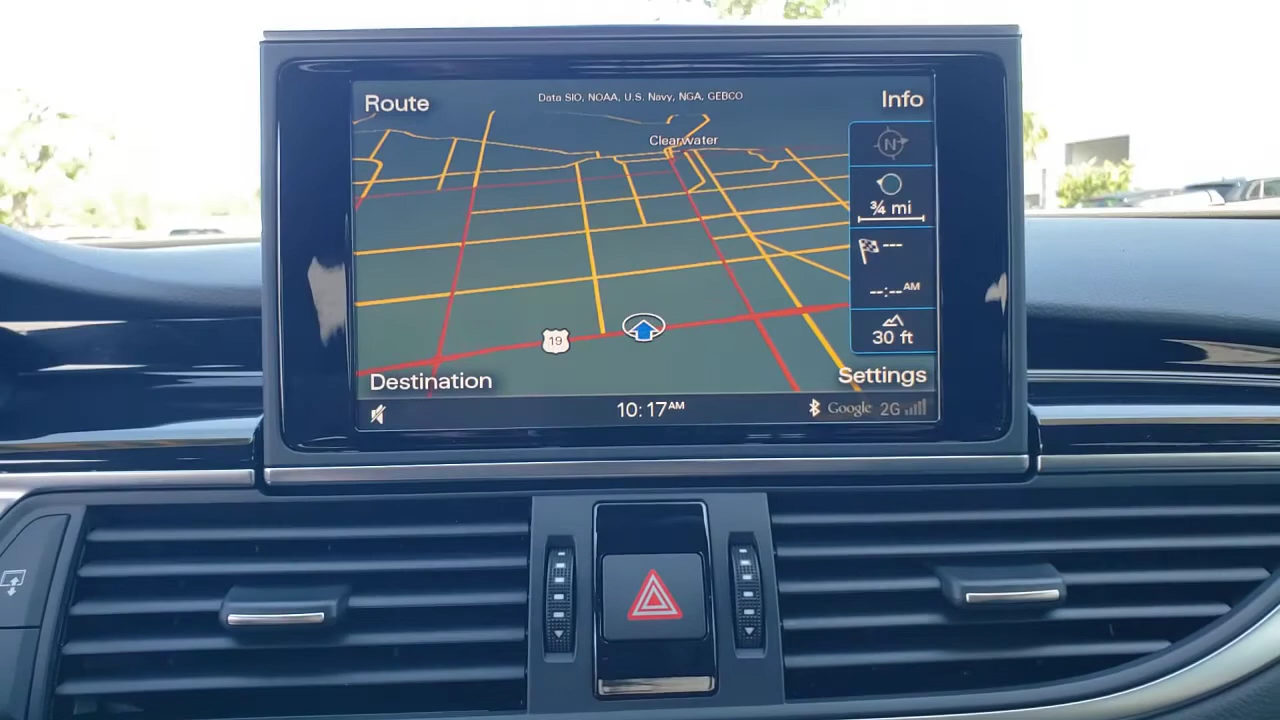 Route
Data SIO, NOAA, U.S. Navy, NGA, GEBCO
Info
Clearwater
N
¾ mi
---
--:--AM
30 ft
19
Destination
Settings
10:17AM
Google 2G